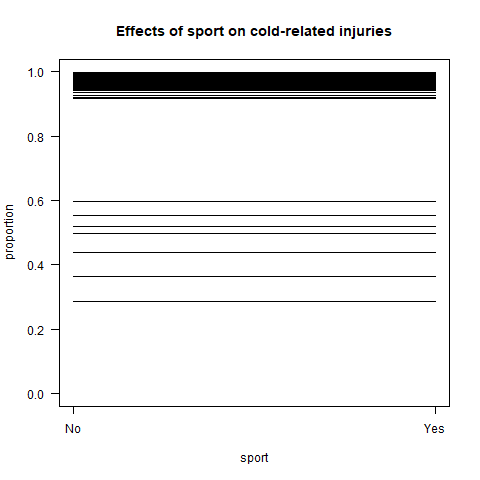 Effects of sport on cold-related injuries
1.0
0.8
0.6
0.4
0.2
0.0
proportion
No
Yes
sport